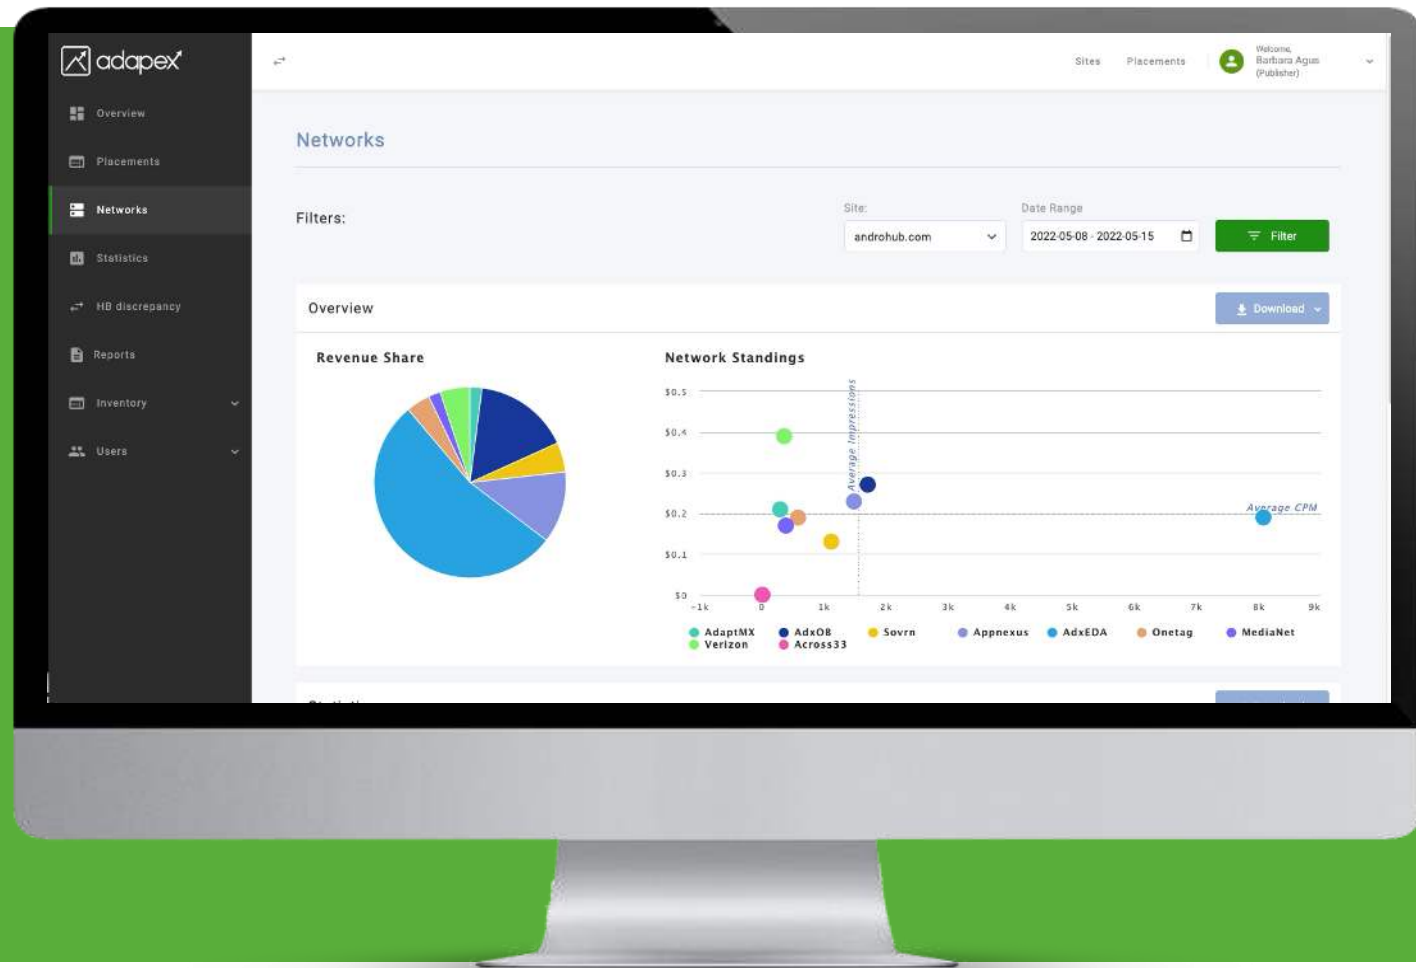 adapex
Sites
Placements
Welcome,
Barbara Agus
(Publisher)
Overview
Placements
Networks
Statistics
HB discrepancy
Reports
Inventory
Users
Networks
Filters:
Site:
androhub.com
Date Range
2022-05-08 - 2022-05-15
Filter
Overview
Download
Revenue Share
Network Standings
$0.5
$0.4
$0.3
$0.2
$0.1
$0
Average Impressions
Average CPM
-1k 0 1k 2k 3k 4k 5k 6k 7k 8k 9k
AdaptMX AdxOB Sovrn Appnexus AdxEDA Onetag MediaNet
Verizon Across33